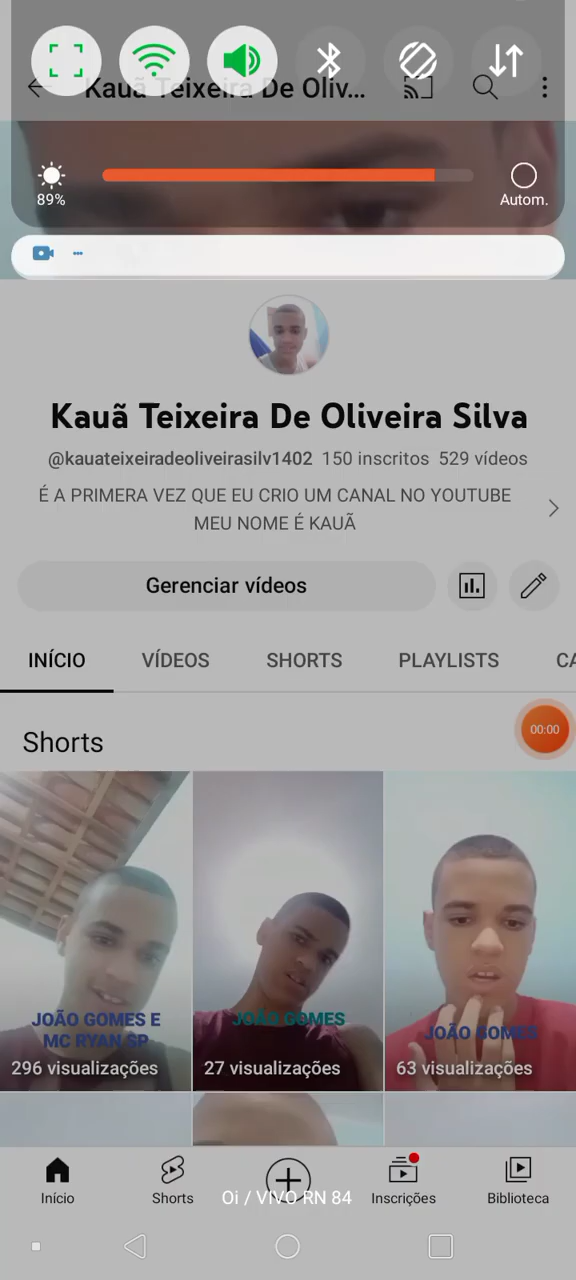 Kauã Teixeira De Oliv...
89%
Autom.
Kauã Teixeira De Oliveira Silva
@kauateixeiradeoliveirasilv1402 150 inscritos 529 vídeos
É A PRIMERA VEZ QUE EU CRIO UM CANAL NO YOUTUBE
MEU NOME É KAUÃ
Gerenciar vídeos
INÍCIO VÍDEOS SHORTS PLAYLISTS CA
00:00
Shorts
JOÃO GOMES E
MC RYAN SP
296 visualizações
JOÃO GOMES
27 visualizações
JOÃO GOMES
63 visualizações
Início Shorts Inscrições Biblioteca
Oi / VIVO RN 84